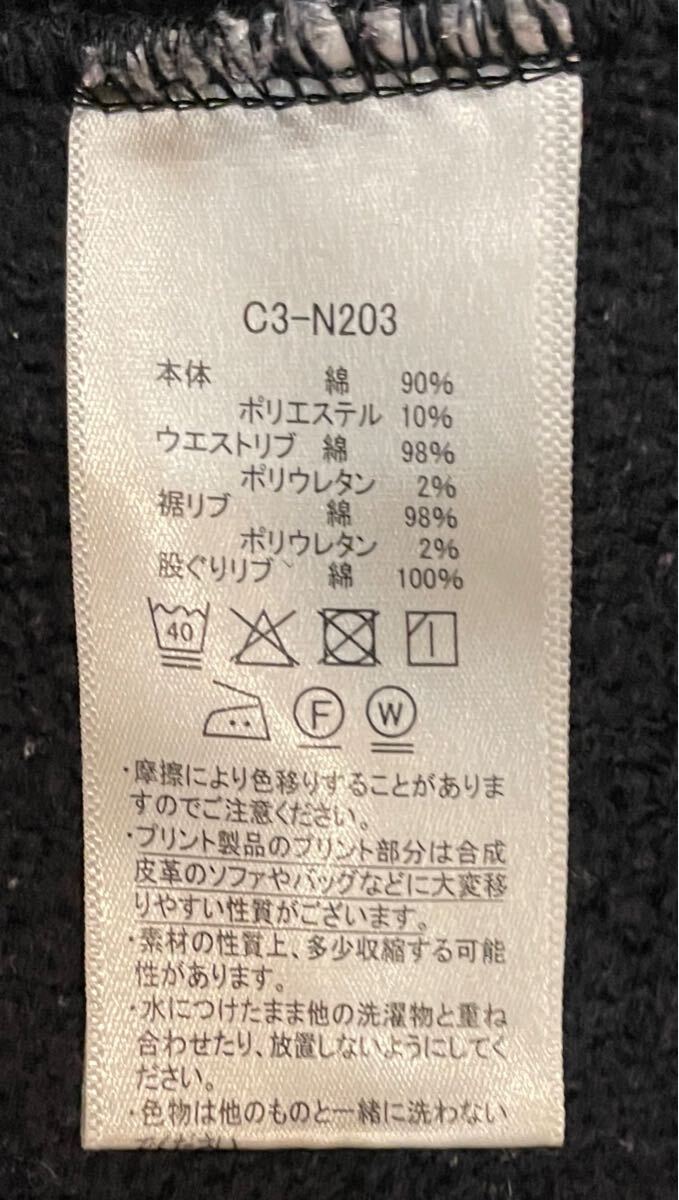 C3-N203
本体 綿 90%
ポリエステル 10%
ウエストリブ 綿 98%
ポリウレタン 2%
裾リブ 綿 98%
ポリウレタン 2%
股ぐりリブ 綿 100%
40
F W
・摩擦により色移りすることがありま
すのでご注意ください。
・プリント製品のプリント部分は合成
皮革のソファやバッグなどに大変移
りやすい性質がございます。
・素材の性質上、多少収縮する可能
性があります。
・水につけたまま他の洗濯物と重ね
合わせたり、放置しないようにしてく
ださい。
・色物は他のものと一緒に洗わない
でください